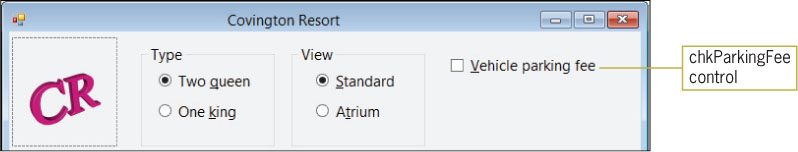 Covington Resort
CR
Type
Two queen
One king
View
Standard
Atrium
Vehicle parking fee
chkParkingFee
control